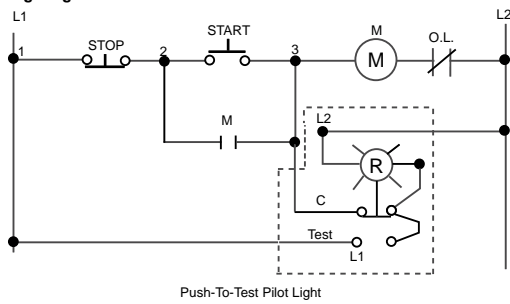 L1
L2
STOP
START
M
O.L.
1
2
3
M
M
L2
R
C
Test
L1
Push-To-Test Pilot Light